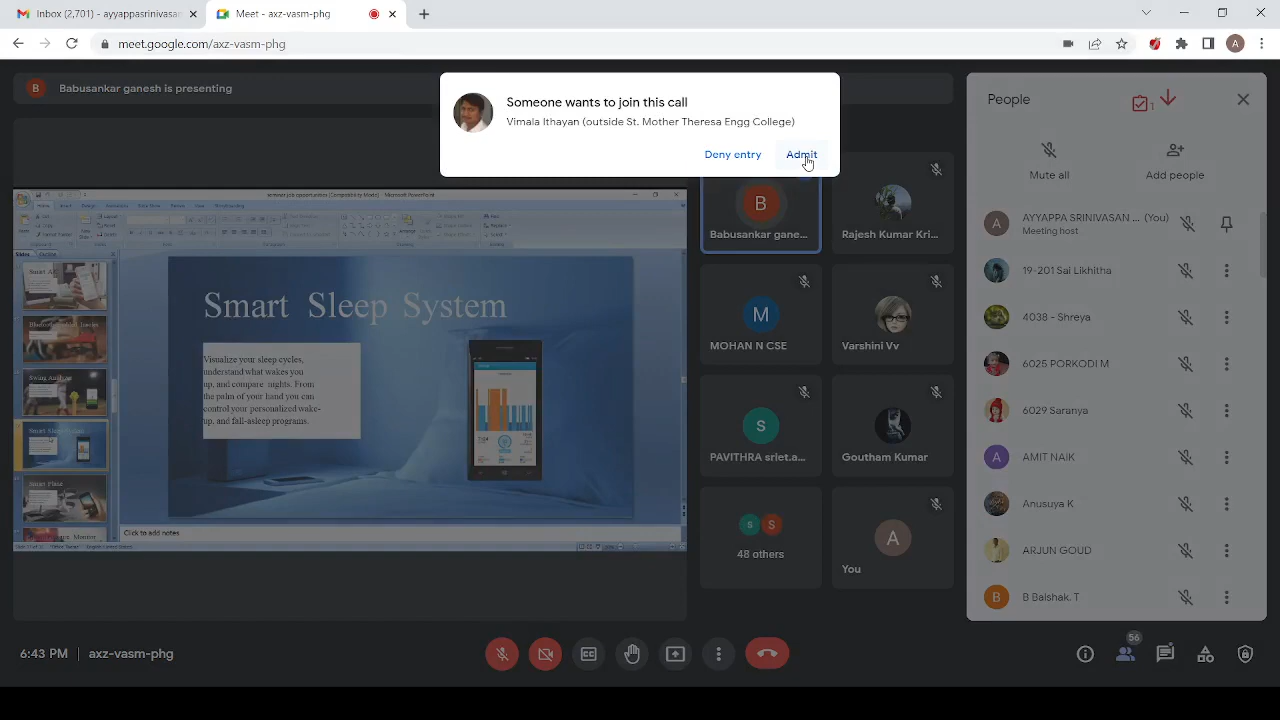 Inbox (2,701) - ayyappasrinivasan
Meet - axz-vasm-phg
meet.google.com/axz-vasm-phg
A
B Babusankar ganesh is presenting
Someone wants to join this call
Vimala Ithayan (outside St. Mother Theresa Engg College)
Deny entry
Admit
People
1
Mute all
Add people
AYYAPPA SRINIVASAN ... (You)
Meeting host
19-201 Sai Likhitha
4038 - Shreya
6025 PORKODI M
6029 Saranya
AMIT NAIK
Anusuya K
ARJUN GOUD
B Balshak. T
B
Babusankar gane...
Rajesh Kumar Kri...
M
MOHAN N CSE
Varshini Vv
S
PAVITHRA sriet.a...
Goutham Kumar
S S
48 others
A
You
Smart Sleep System
Visualize your sleep cycles,
understand what wakes you
up, and compare nights. From
the palm of your hand you can
control your personalized wake-
up, and fall-asleep programs.
Click to add notes
6:43 PM | axz-vasm-phg
56